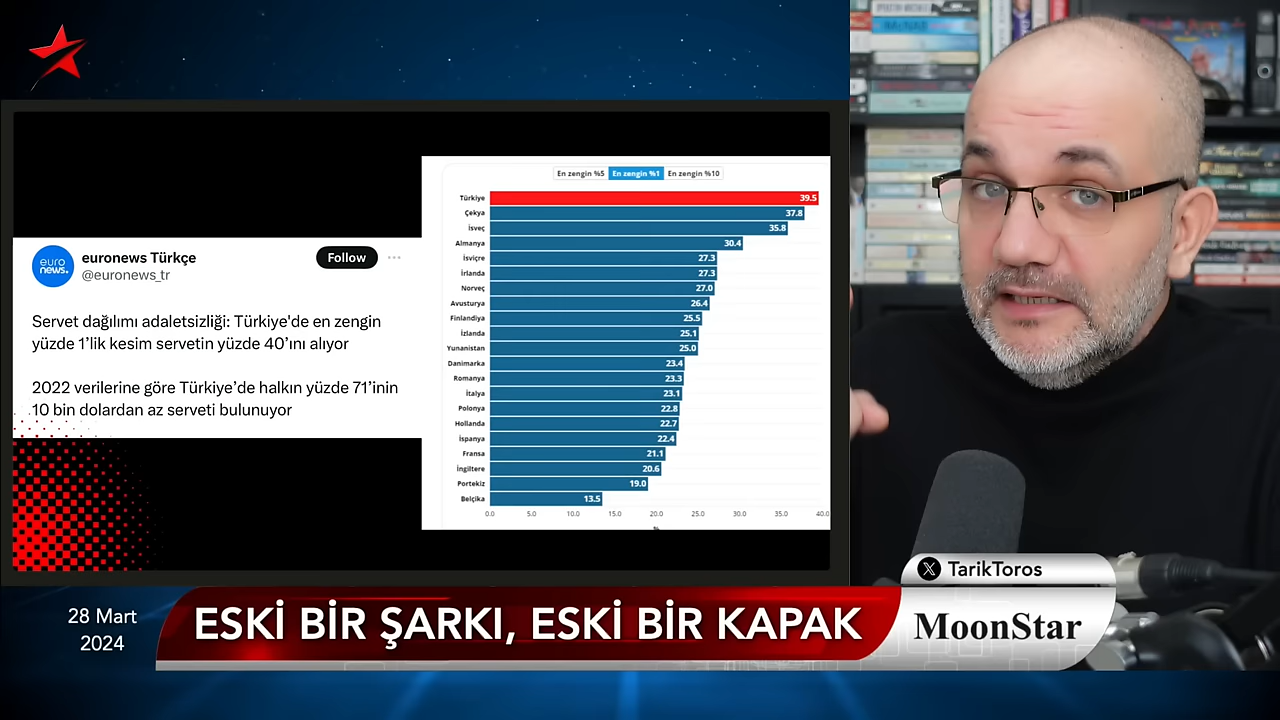 euro
news.
euronews Türkçe
@euronews_tr
Follow
Servet dağılımı adaletsizliği: Türkiye'de en zengin
yüzde 1’lik kesim servetin yüzde 40’ını alıyor
2022 verilerine göre Türkiye’de halkın yüzde 71’inin
10 bin dolardan az serveti bulunuyor
En zengin %5 En zengin %1 En zengin %10
Türkiye 39.5
Çekya 37.8
İsveç 35.8
Almanya 30.4
İsviçre 27.3
İrlanda 27.3
Norveç 27.0
Avusturya 26.4
Finlandiya 25.5
İzlanda 25.1
Yunanistan 25.0
Danimarka 23.4
Romanya 23.3
İtalya 23.1
Polonya 22.8
Hollanda 22.7
İspanya 22.4
Fransa 21.1
İngiltere 20.6
Portekiz 19.0
Belçika 13.5
0.0 5.0 10.0 15.0 20.0 25.0 30.0 35.0 40.0
%
TarikToros
MoonStar
28 Mart
2024
ESKİ BİR ŞARKI, ESKİ BİR KAPAK